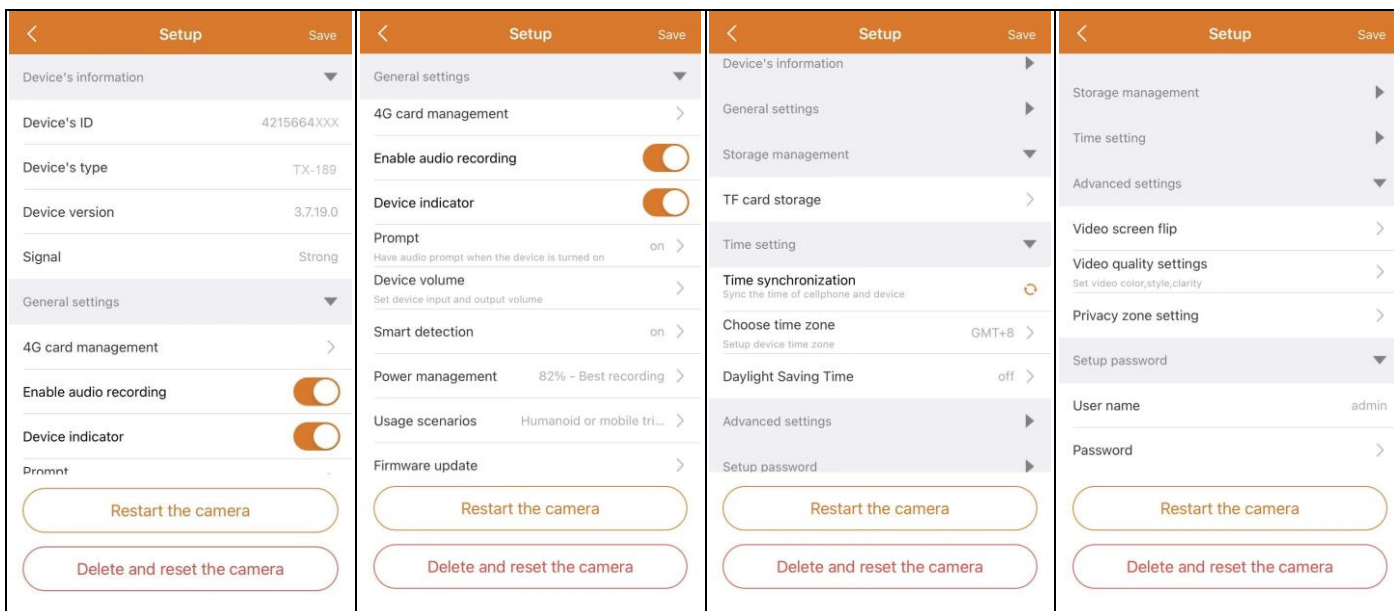 Setup Save
Device's information
Device's ID 4215664XXX
Device's type TX-189
Device version 3.7.19.0
Signal Strong
General settings
4G card management
Enable audio recording
Device indicator
Prompt
Restart the camera
Delete and reset the camera
Setup Save
General settings
4G card management
Enable audio recording
Device indicator
Prompt on
Have audio prompt when the device is turned on
Device volume
Set device input and output volume
Smart detection on
Power management 82% - Best recording
Usage scenarios Humanoid or mobile tri...
Firmware update
Restart the camera
Delete and reset the camera
Setup Save
Device's information
General settings
Storage management
TF card storage
Time setting
Time synchronization
Sync the time of cellphone and device
Choose time zone GMT+8
Setup device time zone
Daylight Saving Time off
Advanced settings
Setup password
Restart the camera
Delete and reset the camera
Setup Save
Storage management
Time setting
Advanced settings
Video screen flip
Video quality settings
Set video color,style,clarity
Privacy zone setting
Setup password
User name admin
Password
Restart the camera
Delete and reset the camera